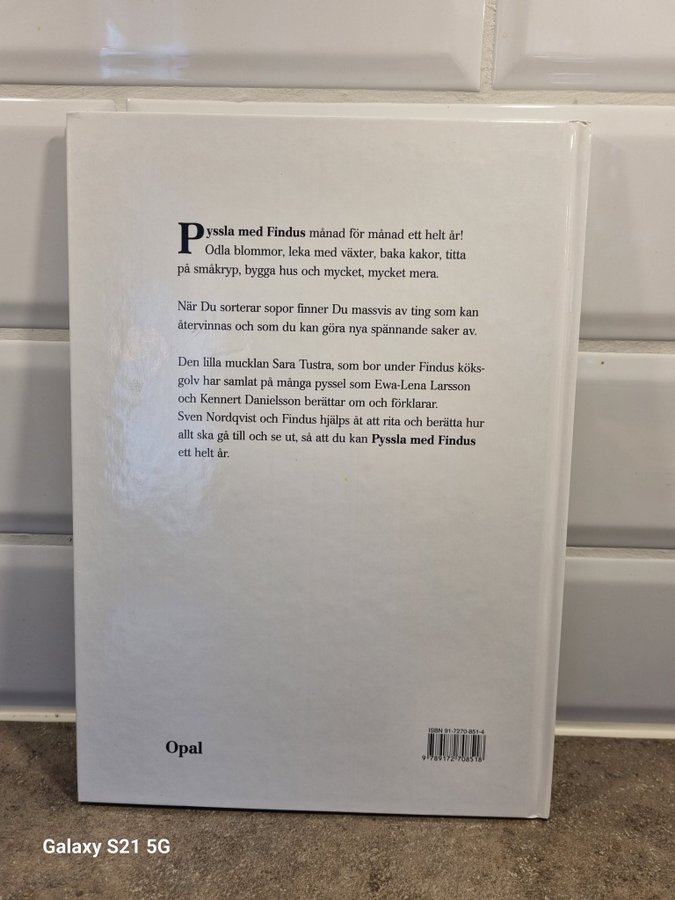 Pyssla med Findus månad för månad ett helt år!
Odla blommor, leka med växter, baka kakor, titta
på småkryp, bygga hus och mycket, mycket mera.
När Du sorterar sopor finner Du massvis av ting som kan
återvinnas och som du kan göra nya spännande saker av.
Den lilla mucklan Sara Tustra, som bor under Findus köks-
golv har samlat på många pyssel som Ewa-Lena Larsson
och Kennert Danielsson berättar om och förklarar.
Sven Nordqvist och Findus hjälps åt att rita och berätta hur
allt ska gå till och se ut, så att du kan Pyssla med Findus
ett helt år.
Opal
ISBN 91-7270-851-4
9 789172 708518
Galaxy S21 5G